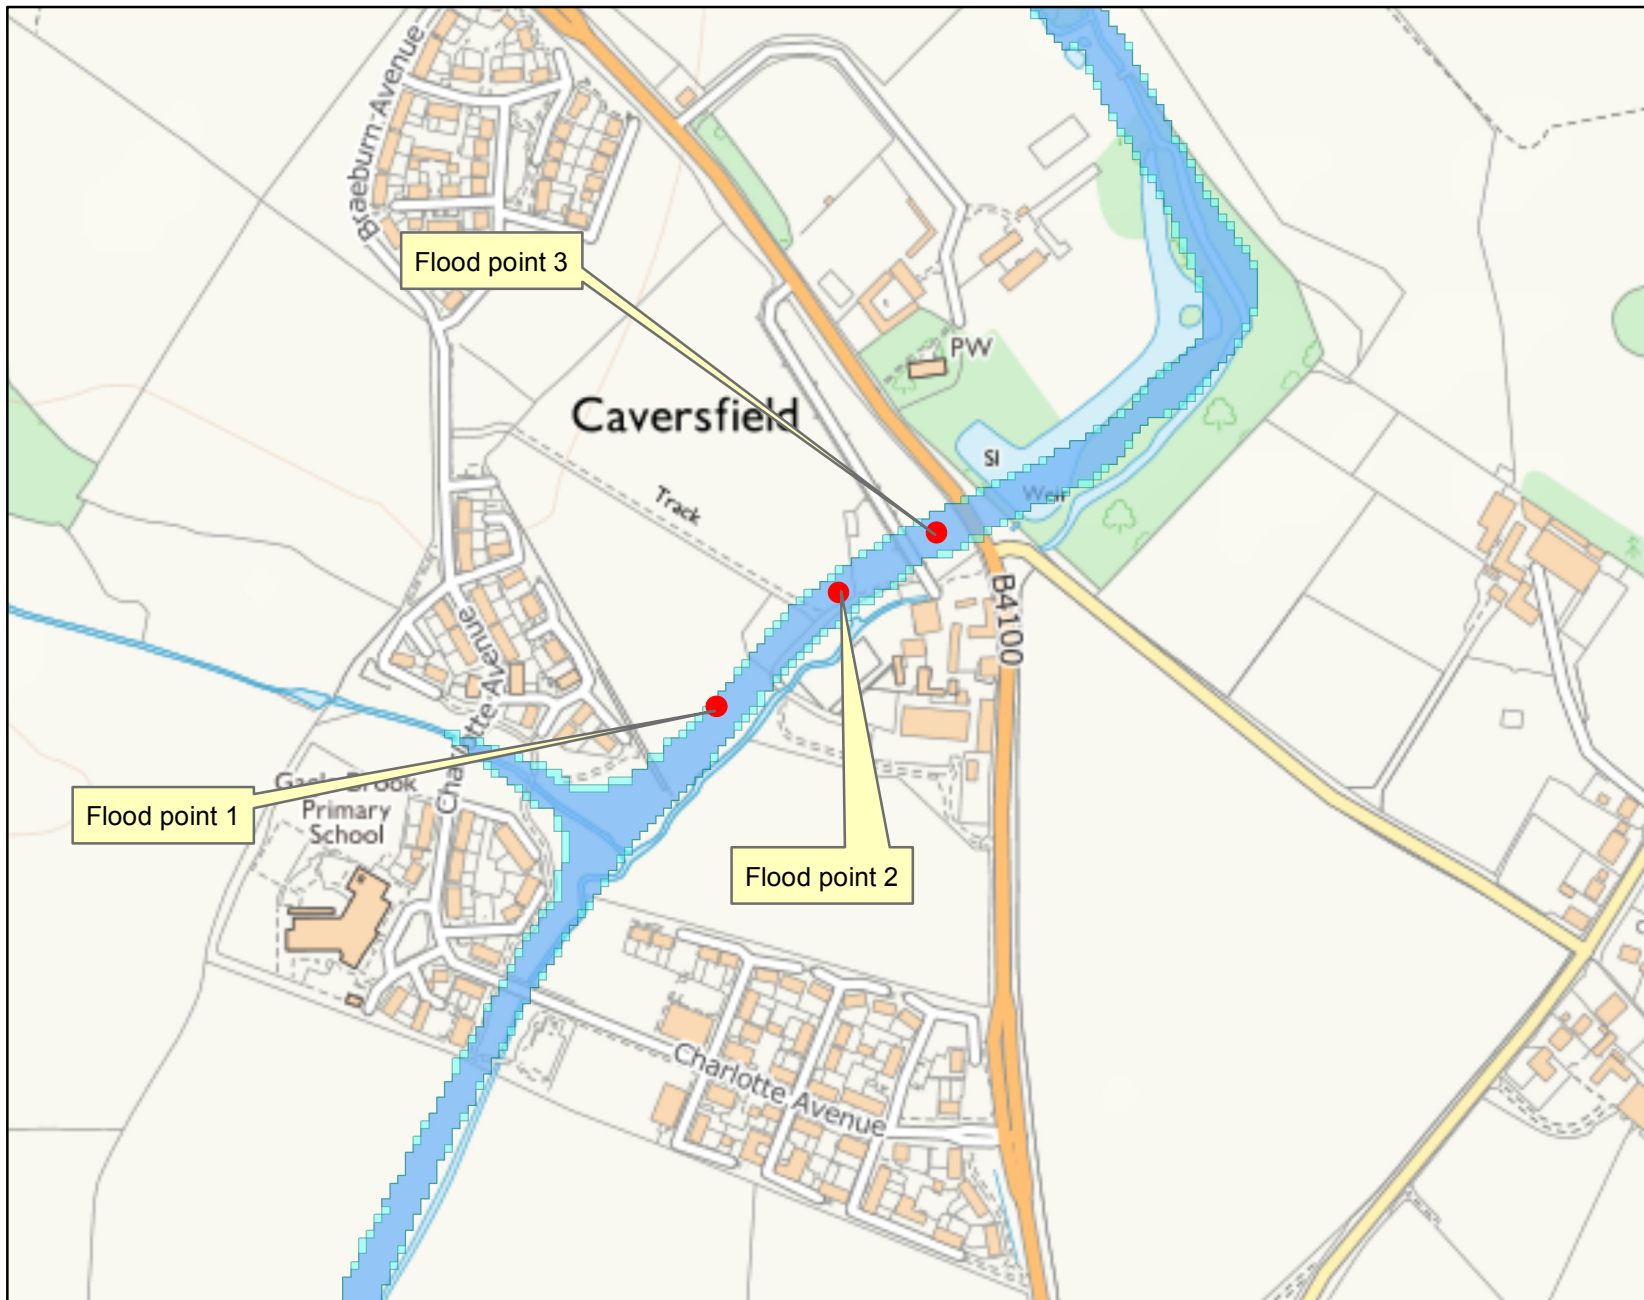 Braeburn Avenue
Flood point 3
PW
Caversfield
SI
Weir
Track
B4100
Charlotte Avenue
Flood point 1
Primary
School
Flood point 2
Charlotte Avenue